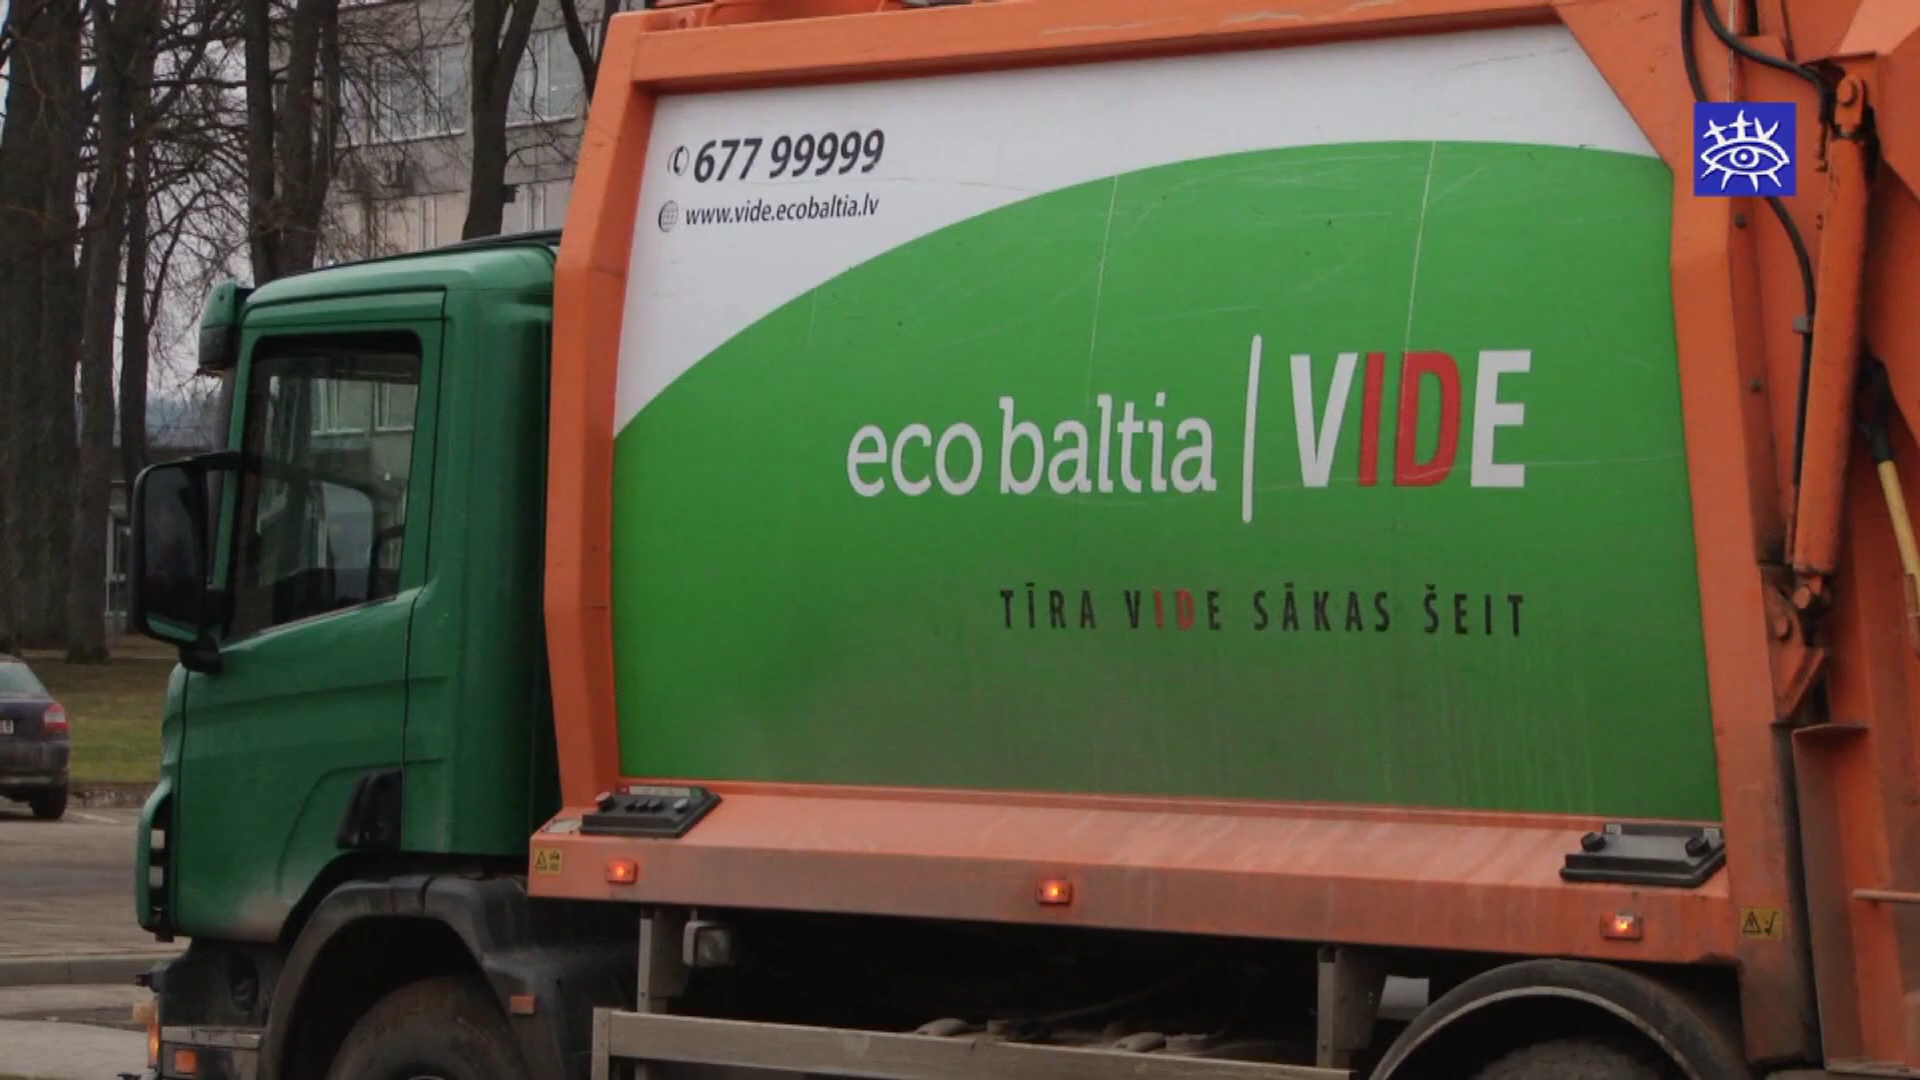 677 99999
www.vide.ecobaltia.lv
eco baltia | VIDE
TĪRA VIDE SĀKAS ŠEIT